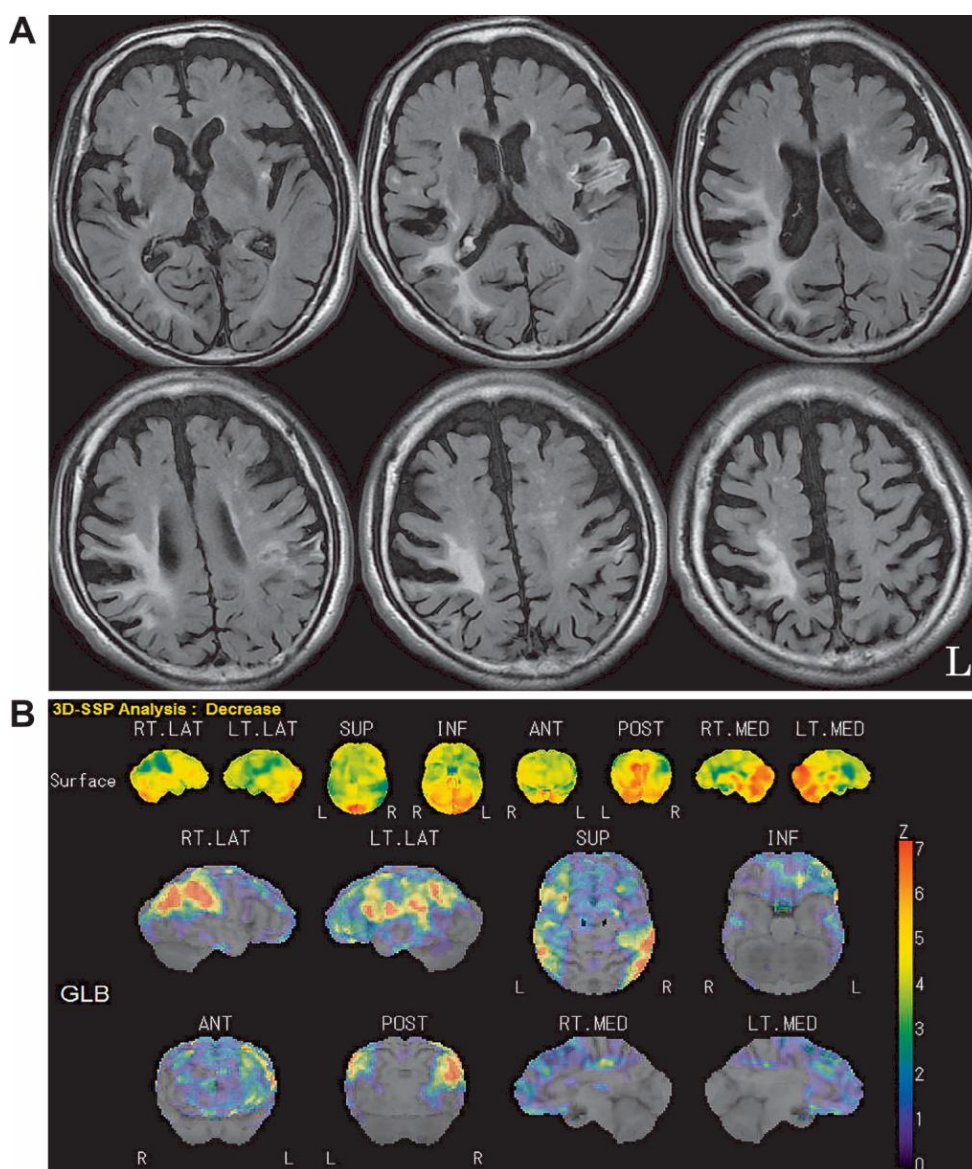 A
L
B
3D-SSP Analysis : Decrease
RT.LAT LT.LAT SUP INF ANT POST RT.MED LT.MED
Surface
L R R L R L L R
RT.LAT LT.LAT SUP INF
Z
7
6
5
4
3
2
1
0
GLB
L R R L
ANT POST RT.MED LT.MED
R L L R